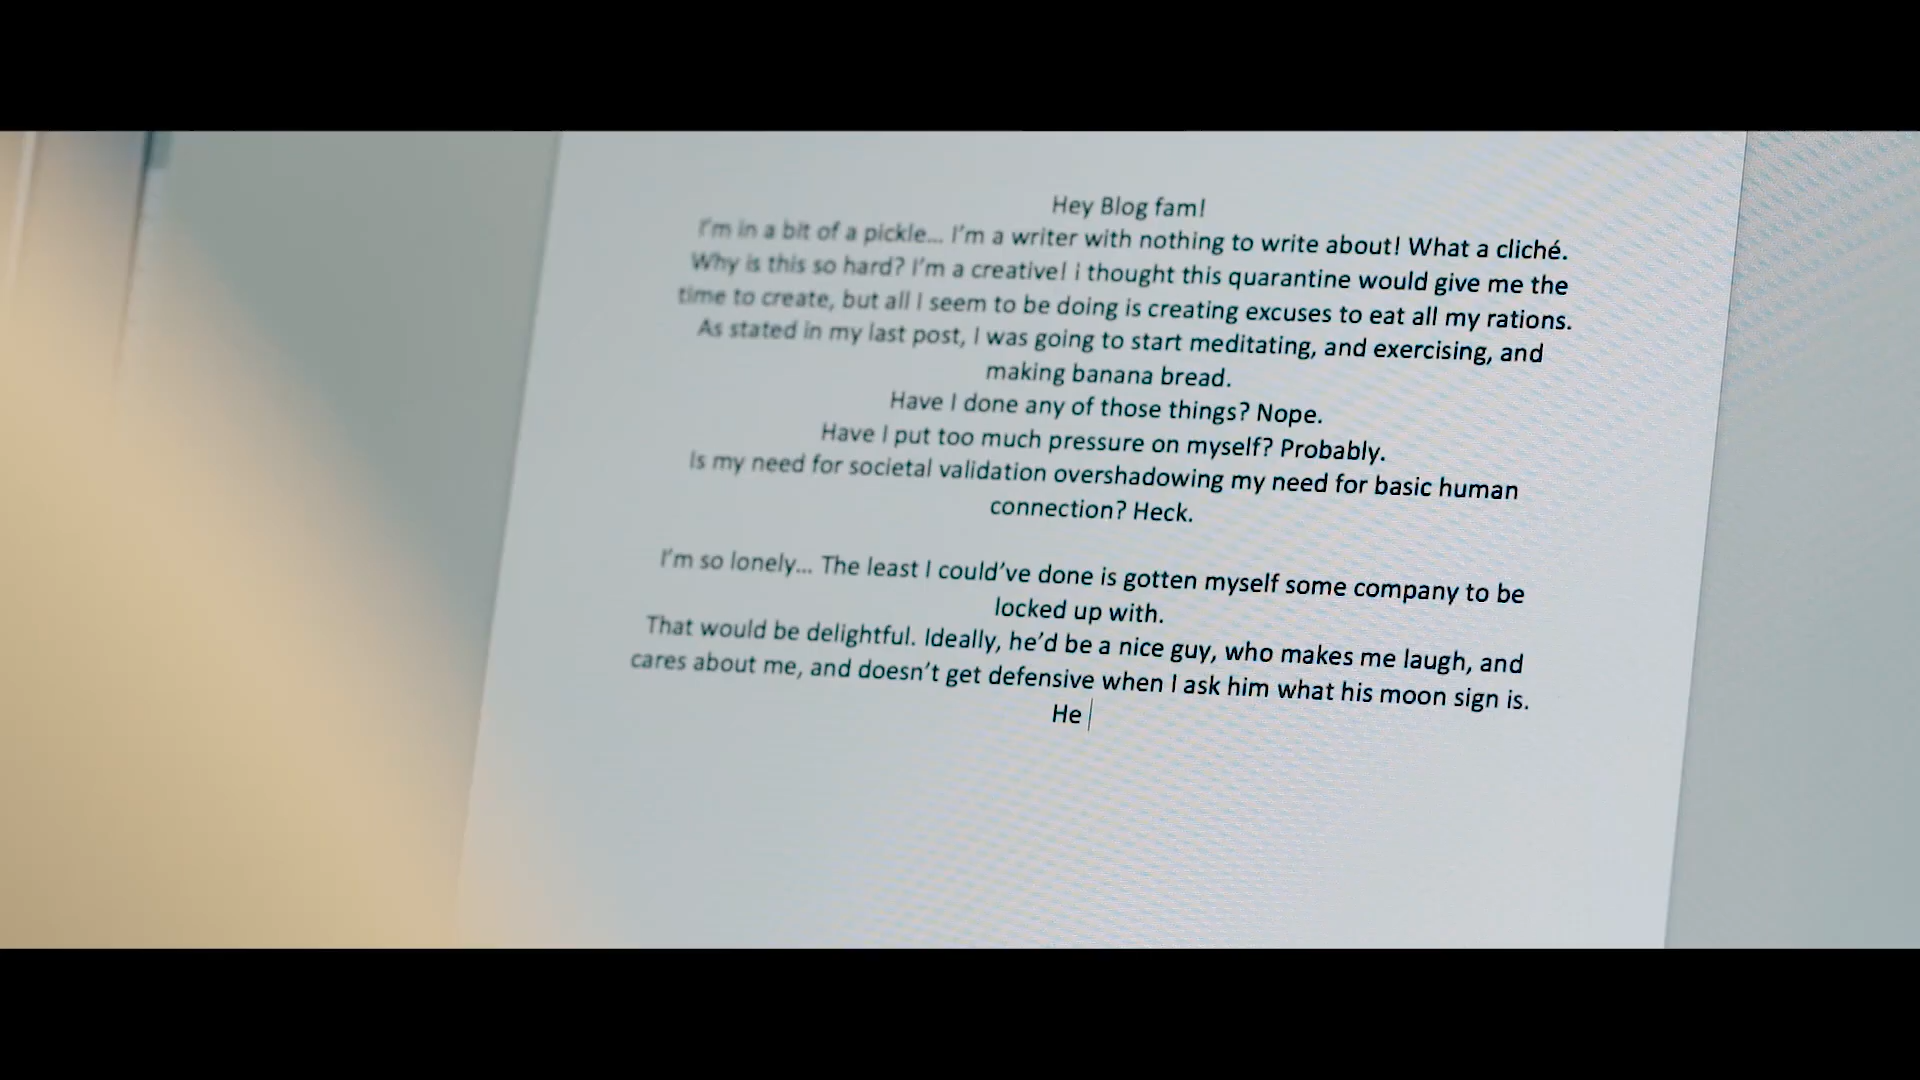 Hey Blog fam!
I'm in a bit of a pickle... I'm a writer with nothing to write about! What a cliché.
Why is this so hard? I'm a creative! i thought this quarantine would give me the
time to create, but all I seem to be doing is creating excuses to eat all my rations.
As stated in my last post, I was going to start meditating, and exercising, and
making banana bread.
Have I done any of those things? Nope.
Have I put too much pressure on myself? Probably.
Is my need for societal validation overshadowing my need for basic human
connection? Heck.
I'm so lonely... The least I could've done is gotten myself some company to be
locked up with.
That would be delightful. Ideally, he'd be a nice guy, who makes me laugh, and
cares about me, and doesn't get defensive when I ask him what his moon sign is.
He